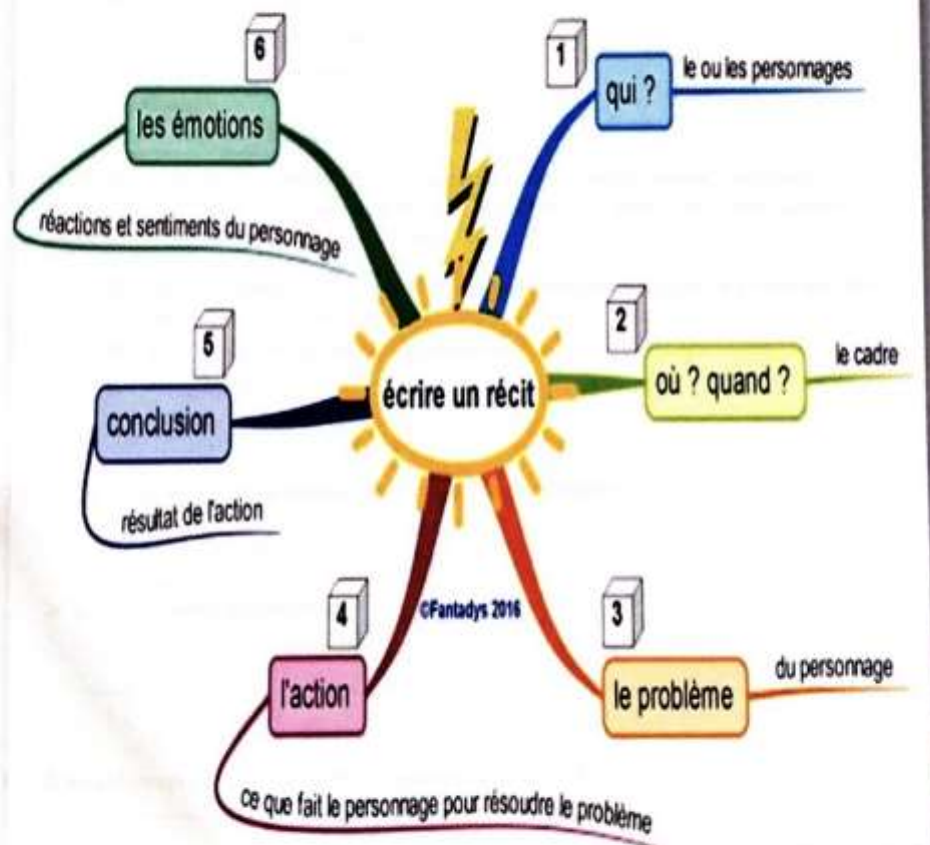 1
qui ?
le ou les personnages
2
où ? quand ?
le cadre
3
le problème
du personnage
4
l'action
ce que fait le personnage pour résoudre le problème
5
conclusion
résultat de l'action
6
les émotions
réactions et sentiments du personnage
écrire un récit
©Fantadys 2016